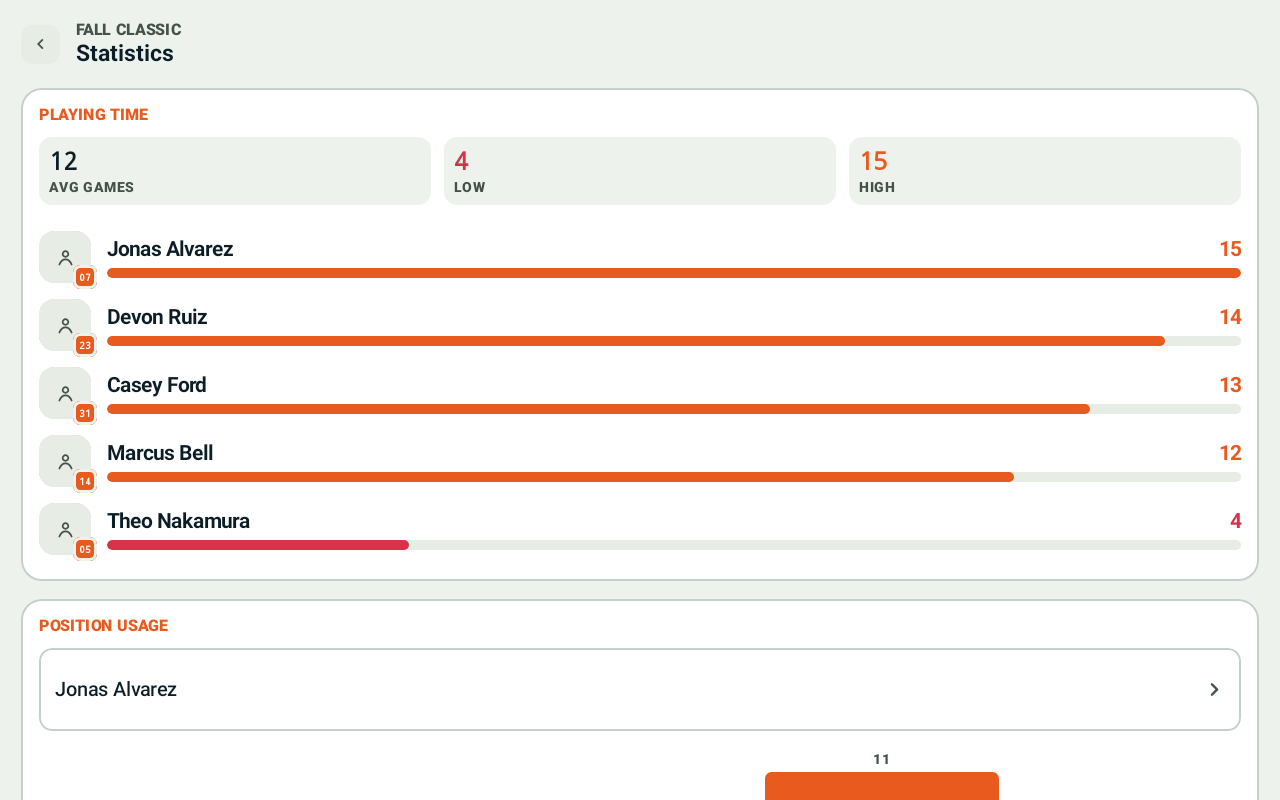 FALL CLASSIC
Statistics
PLAYING TIME
12
AVG GAMES
4
LOW
15
HIGH
Jonas Alvarez 15
07
Devon Ruiz 14
23
Casey Ford 13
31
Marcus Bell 12
14
Theo Nakamura 4
05
POSITION USAGE
Jonas Alvarez
11